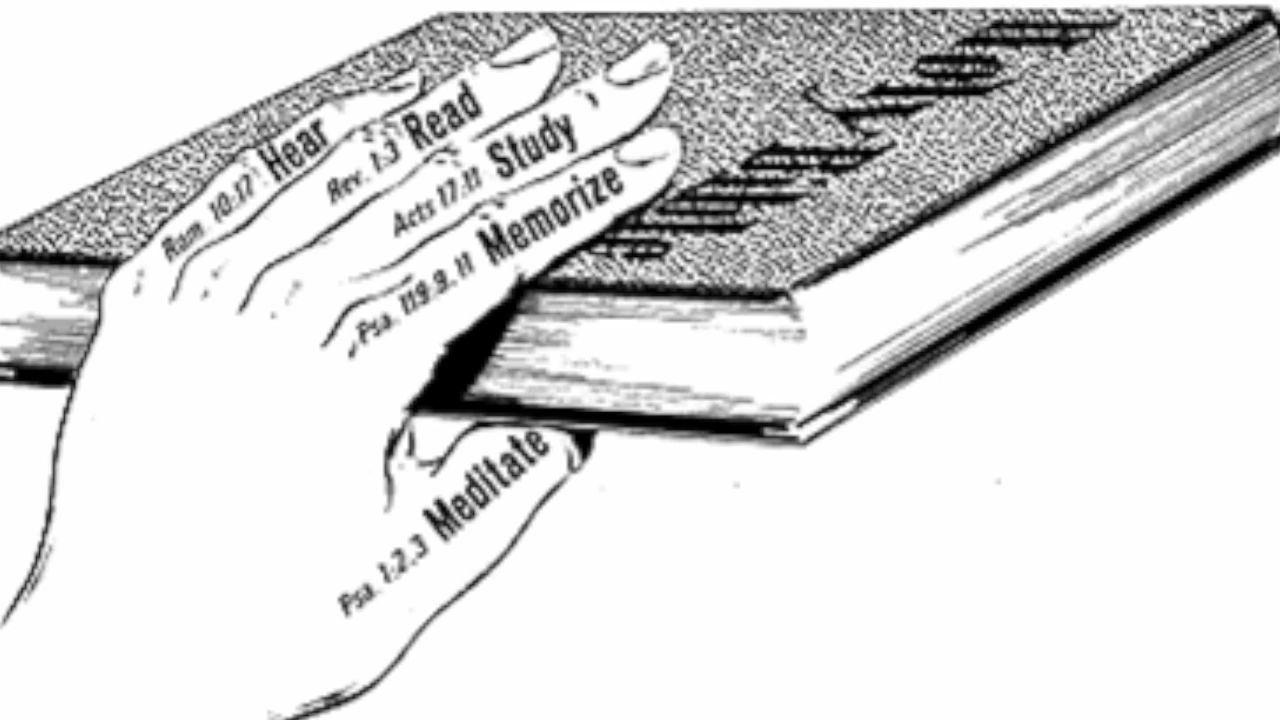 Rom. 10:17 Hear
Rev. 1:3 Read
Acts 17:11 Study
Psa. 119:9, 11 Memorize
Psa. 1:2,3 Meditate